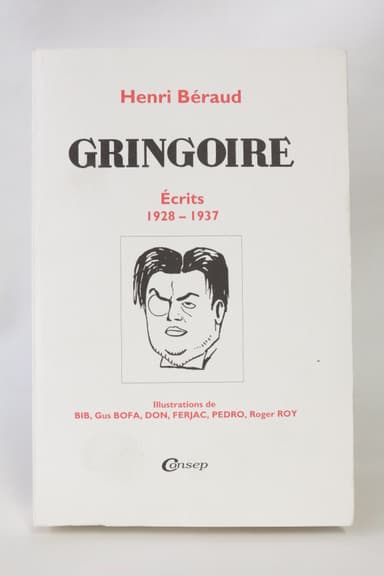 Henri Béraud
GRINGOIRE
Écrits
1928 – 1937
Illustrations de
BIB, Gus BOFA, DON, FERJAC, PEDRO, Roger ROY
Consep